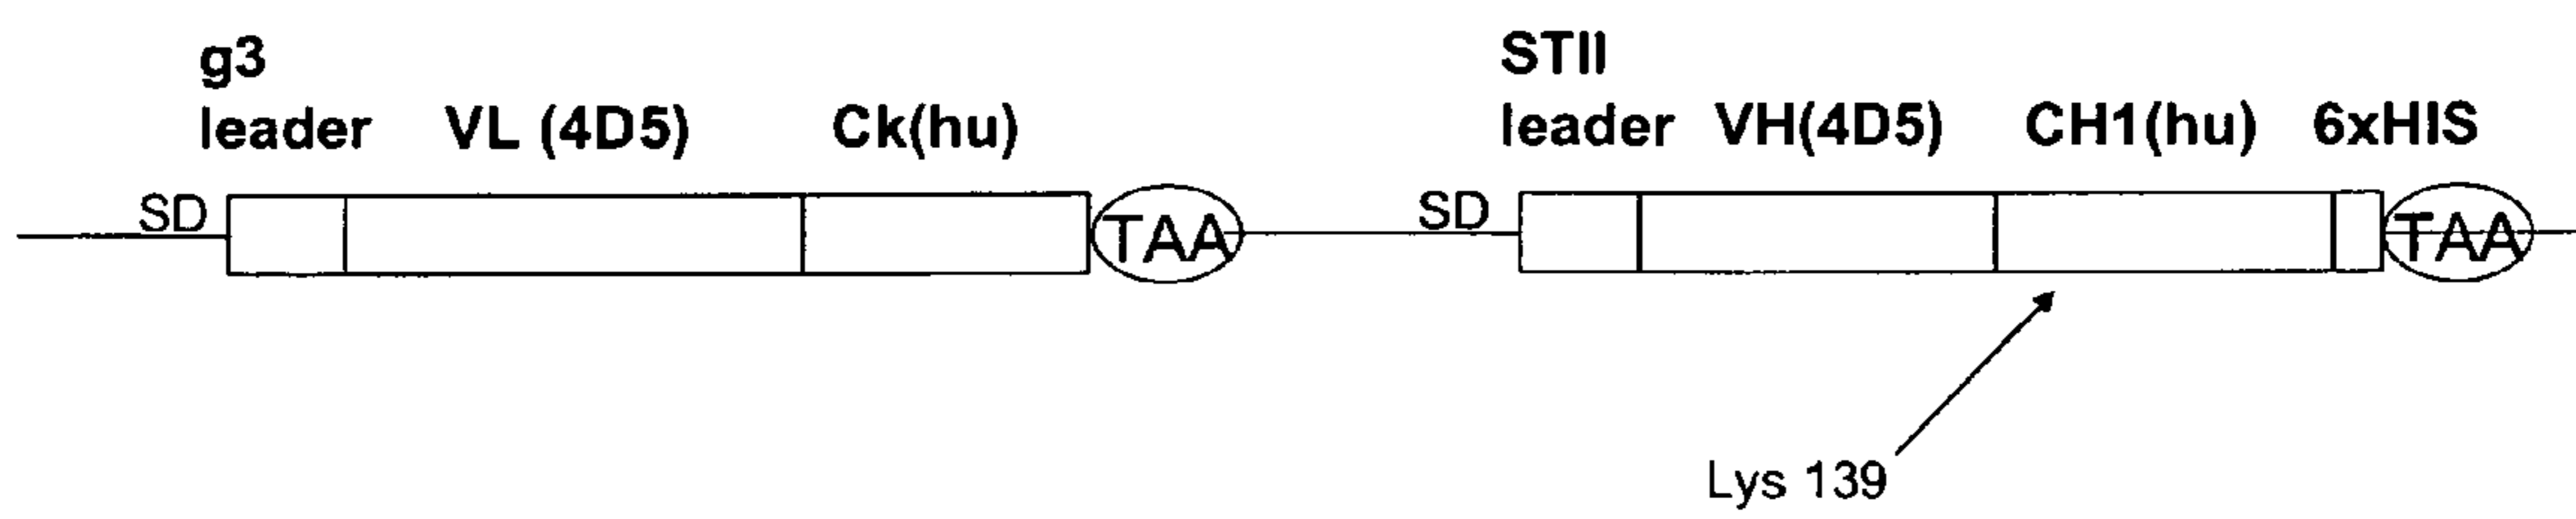 g3
leader VL (4D5) Ck(hu)
STII
leader VH(4D5) CH1(hu) 6xHIS
SD TAA SD TAA
Lys 139